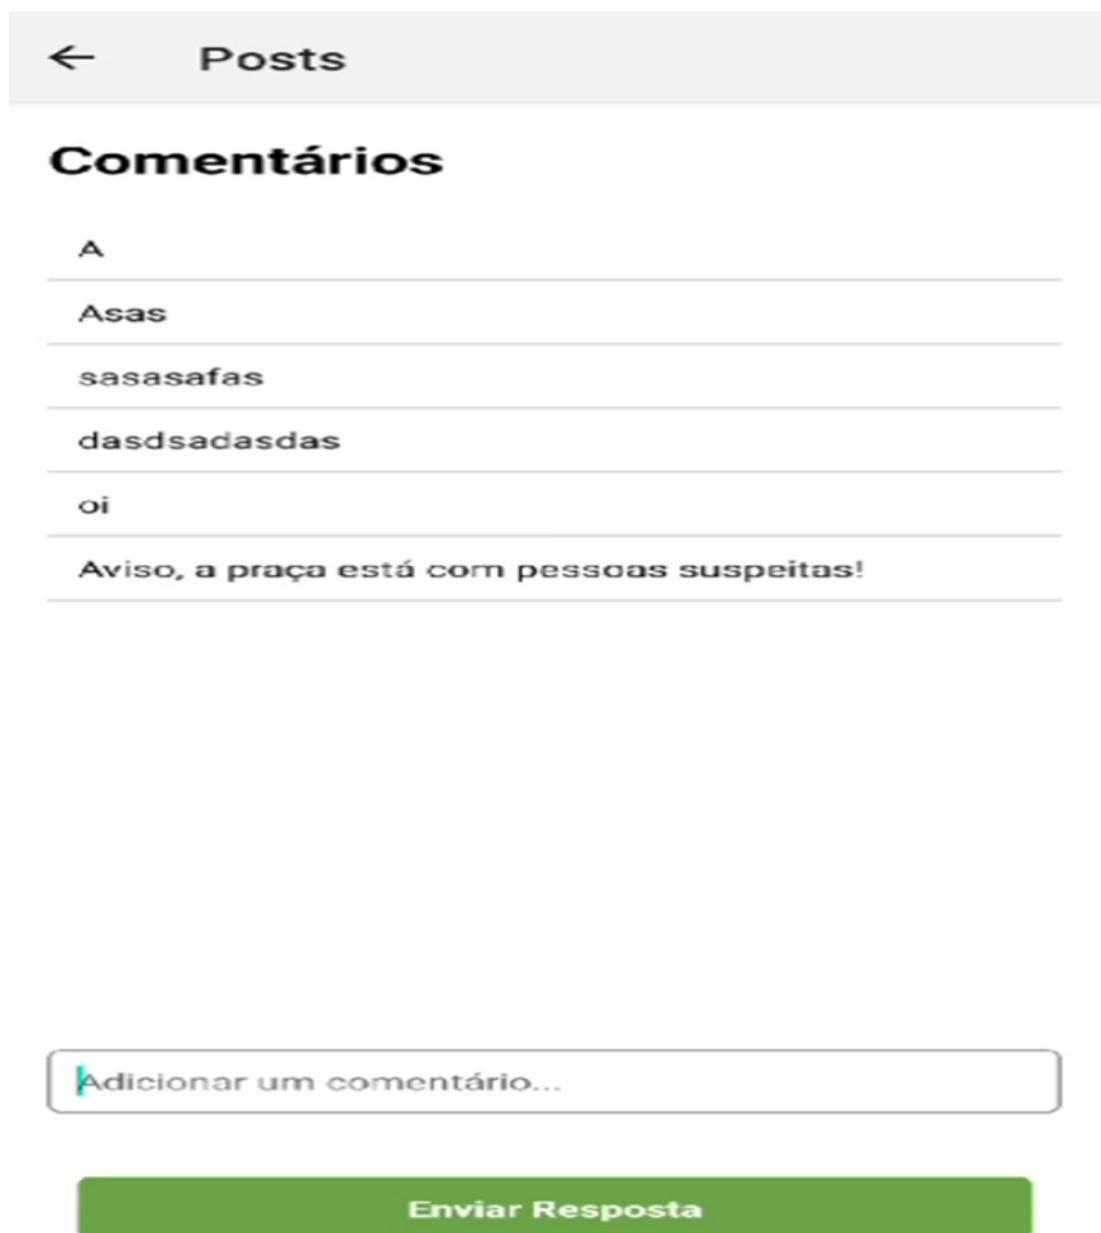 Posts
Comentários
A
Asas
sasasafas
dasdsadasdas
oi
Aviso, a praça está com pessoas suspeitas!
Adicionar um comentário...
Enviar Resposta